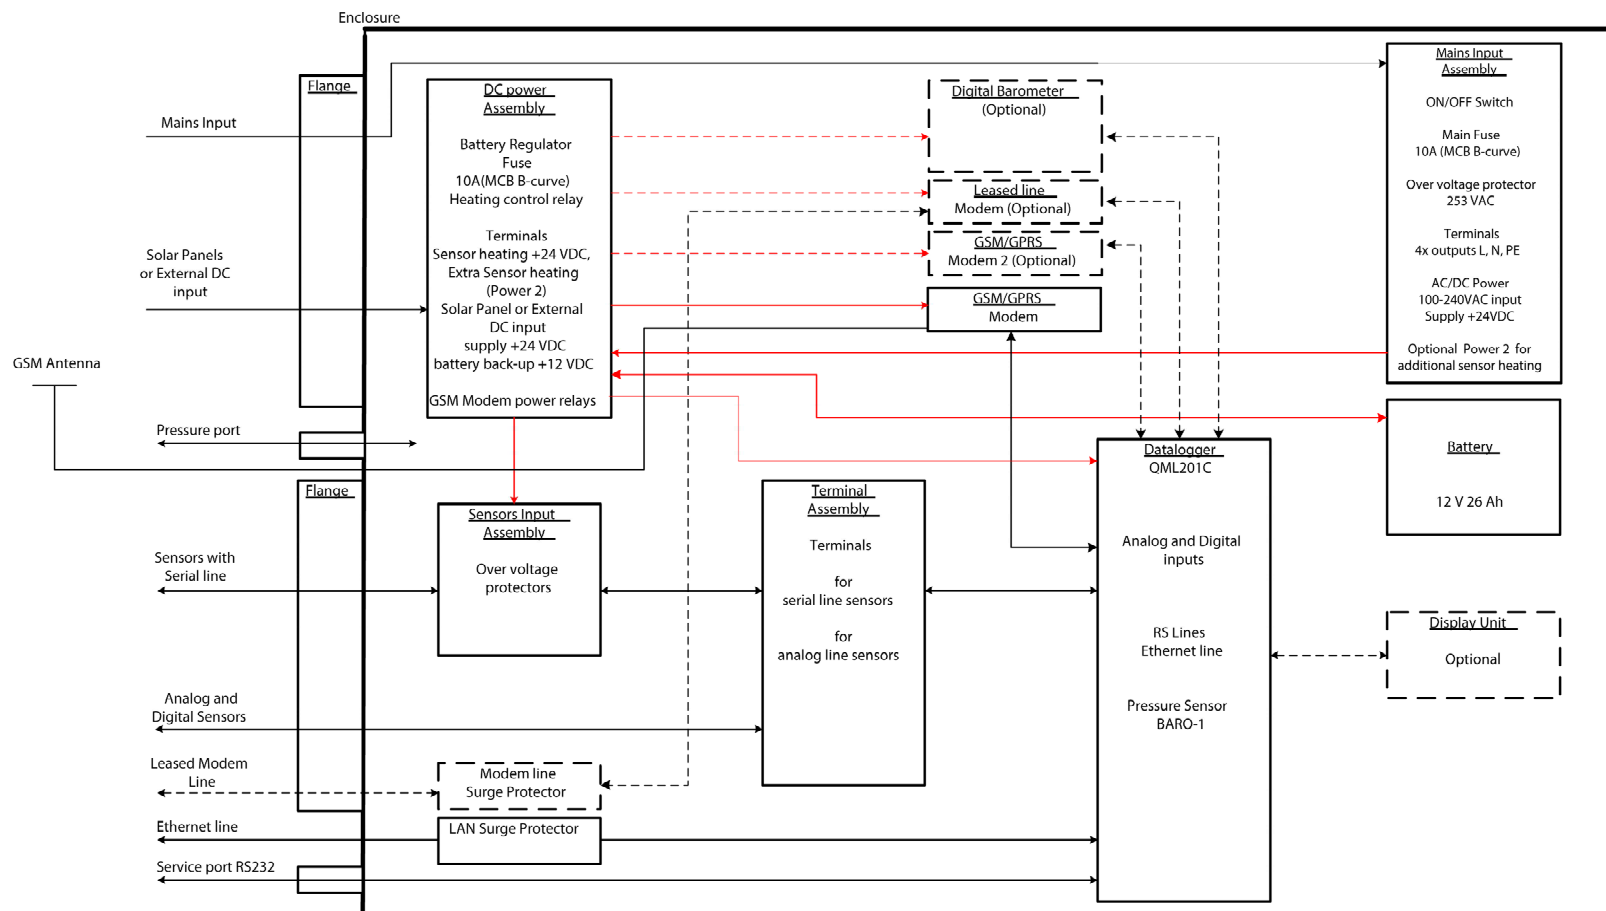 Enclosure
Flange
Mains Input
Solar Panels
or External DC
input
GSM Antenna
Pressure port
Flange
Sensors with
Serial line
Analog and
Digital Sensors
Leased Modem
Line
Ethernet line
Service port RS232
DC power
Assembly
Battery Regulator
Fuse
10A(MCB B-curve)
Heating control relay
Terminals
Sensor heating +24 VDC,
Extra Sensor heating
(Power 2)
Solar Panel or External
DC input
supply +24 VDC
battery back-up +12 VDC
GSM Modem power relays
Sensors Input
Assembly
Over voltage
protectors
Modem line
Surge Protector
LAN Surge Protector
Terminal
Assembly
Terminals
for
serial line sensors
for
analog line sensors
Digital Barometer
(Optional)
Leased line
Modem (Optional)
GSM/GPRS
Modem 2 (Optional)
GSM/GPRS
Modem
Datalogger
QML201C
Analog and Digital
inputs
RS Lines
Ethernet line
Pressure Sensor
BARO-1
Mains Input
Assembly
ON/OFF Switch
Main Fuse
10A (MCB B-curve)
Over voltage protector
253 VAC
Terminals
4x outputs L, N, PE
AC/DC Power
100-240VAC input
Supply +24VDC
Optional Power 2 for
additional sensor heating
Battery
12 V 26 Ah
Display Unit
Optional